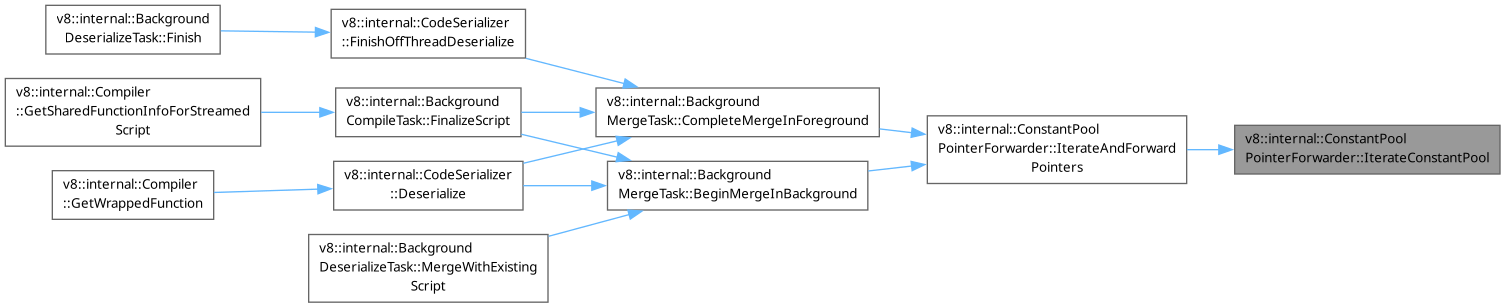 v8::internal::Background
DeserializeTask::Finish
v8::internal::CodeSerializer
::FinishOffThreadDeserialize
v8::internal::Compiler
::GetSharedFunctionInfoForStreamed
Script
v8::internal::Background
CompileTask::FinalizeScript
v8::internal::Background
MergeTask::CompleteMergeInForeground
v8::internal::ConstantPool
PointerForwarder::IterateAndForward
Pointers
v8::internal::ConstantPool
PointerForwarder::IterateConstantPool
v8::internal::Compiler
::GetWrappedFunction
v8::internal::CodeSerializer
::Deserialize
v8::internal::Background
MergeTask::BeginMergeInBackground
v8::internal::Background
DeserializeTask::MergeWithExisting
Script